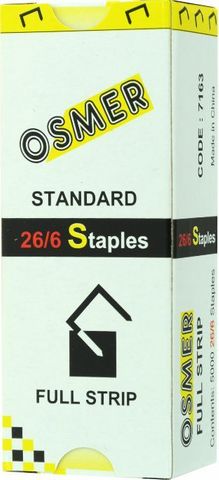 OSMER
STANDARD
26/6 Staples
FULL STRIP
CODE : 7163
Made in China
26/6 Staples
OSMER
FULL STRIP
Contents : 5000 26/6 Staples